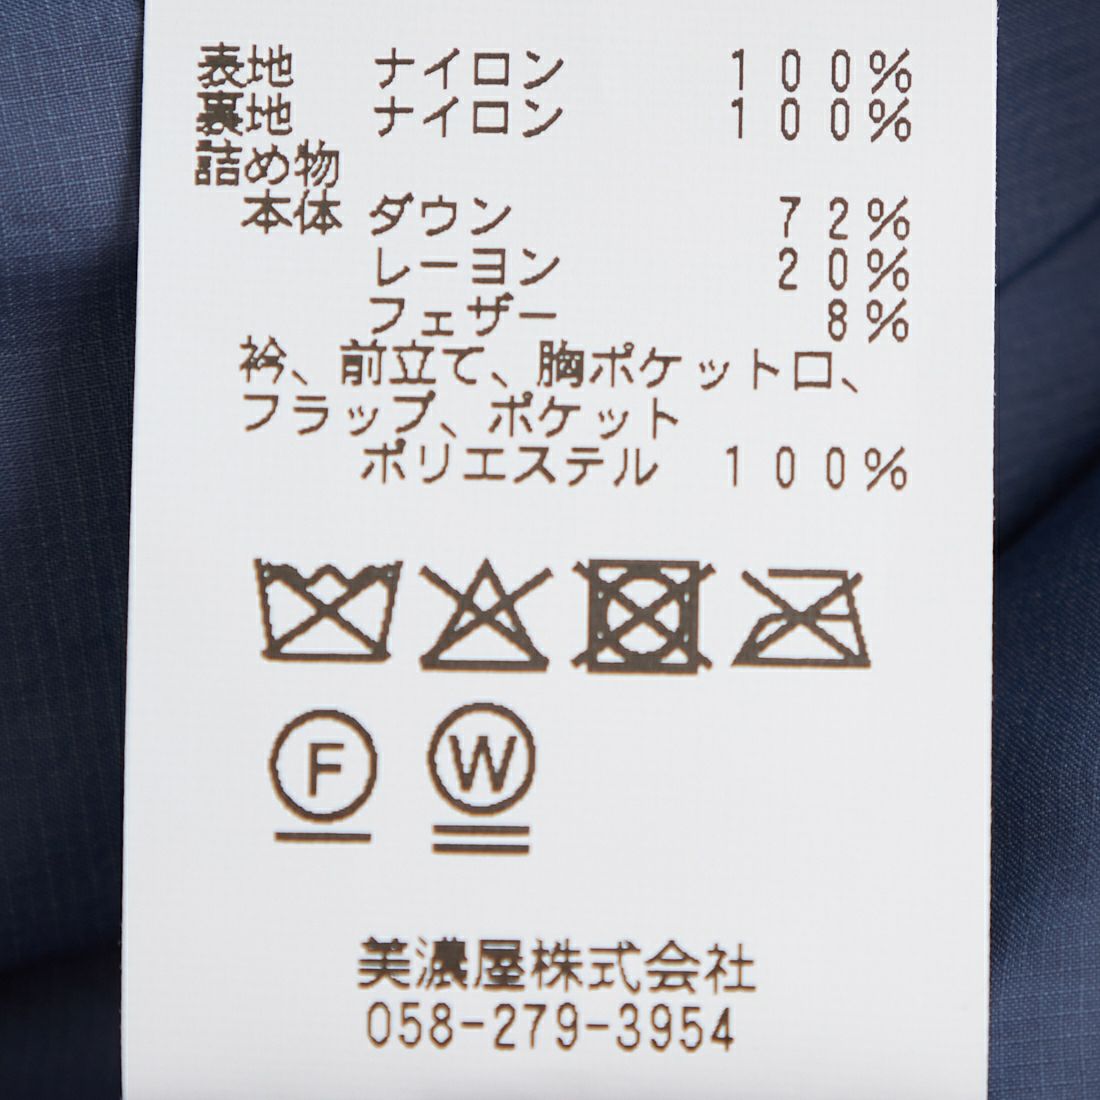 表地 ナイロン 100%
裏地 ナイロン 100%
詰め物
本体 ダウン 72%
レーヨン 20%
フェザー 8%
衿、前立て、胸ポケット口、
フラップ、ポケット
ポリエステル 100%
F W
美濃屋株式会社
058-279-3954